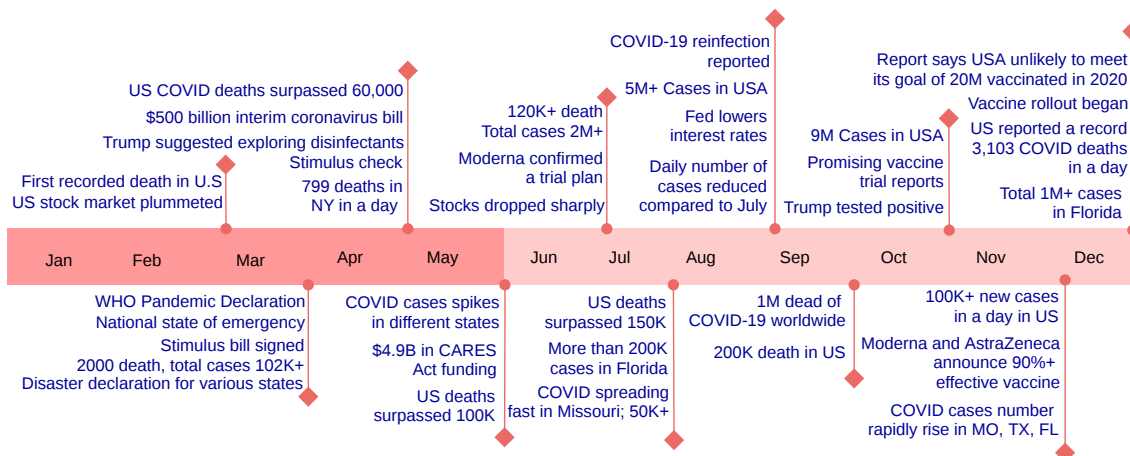 First recorded death in U.S
US stock market plummeted
US COVID deaths surpassed 60,000
$500 billion interim coronavirus bill
Trump suggested exploring disinfectants
Stimulus check
799 deaths in
NY in a day
120K+ death
Total cases 2M+
Moderna confirmed
a trial plan
Stocks dropped sharply
COVID-19 reinfection
reported
5M+ Cases in USA
Fed lowers
interest rates
Daily number of
cases reduced
compared to July
9M Cases in USA
Promising vaccine
trial reports
Trump tested positive
Report says USA unlikely to meet
its goal of 20M vaccinated in 2020
Vaccine rollout began
US reported a record
3,103 COVID deaths
in a day
Total 1M+ cases
in Florida
Jan
Feb
Mar
Apr
May
Jun
Jul
Aug
Sep
Oct
Nov
Dec
WHO Pandemic Declaration
National state of emergency
Stimulus bill signed
2000 death, total cases 102K+
Disaster declaration for various states
COVID cases spikes
in different states
$4.9B in CARES
Act funding
US deaths
surpassed 100K
US deaths
surpassed 150K
More than 200K
cases in Florida
COVID spreading
fast in Missouri; 50K+
1M dead of
COVID-19 worldwide
200K death in US
100K+ new cases
in a day in US
Moderna and AstraZeneca
announce 90%+
effective vaccine
COVID cases number
rapidly rise in MO, TX, FL